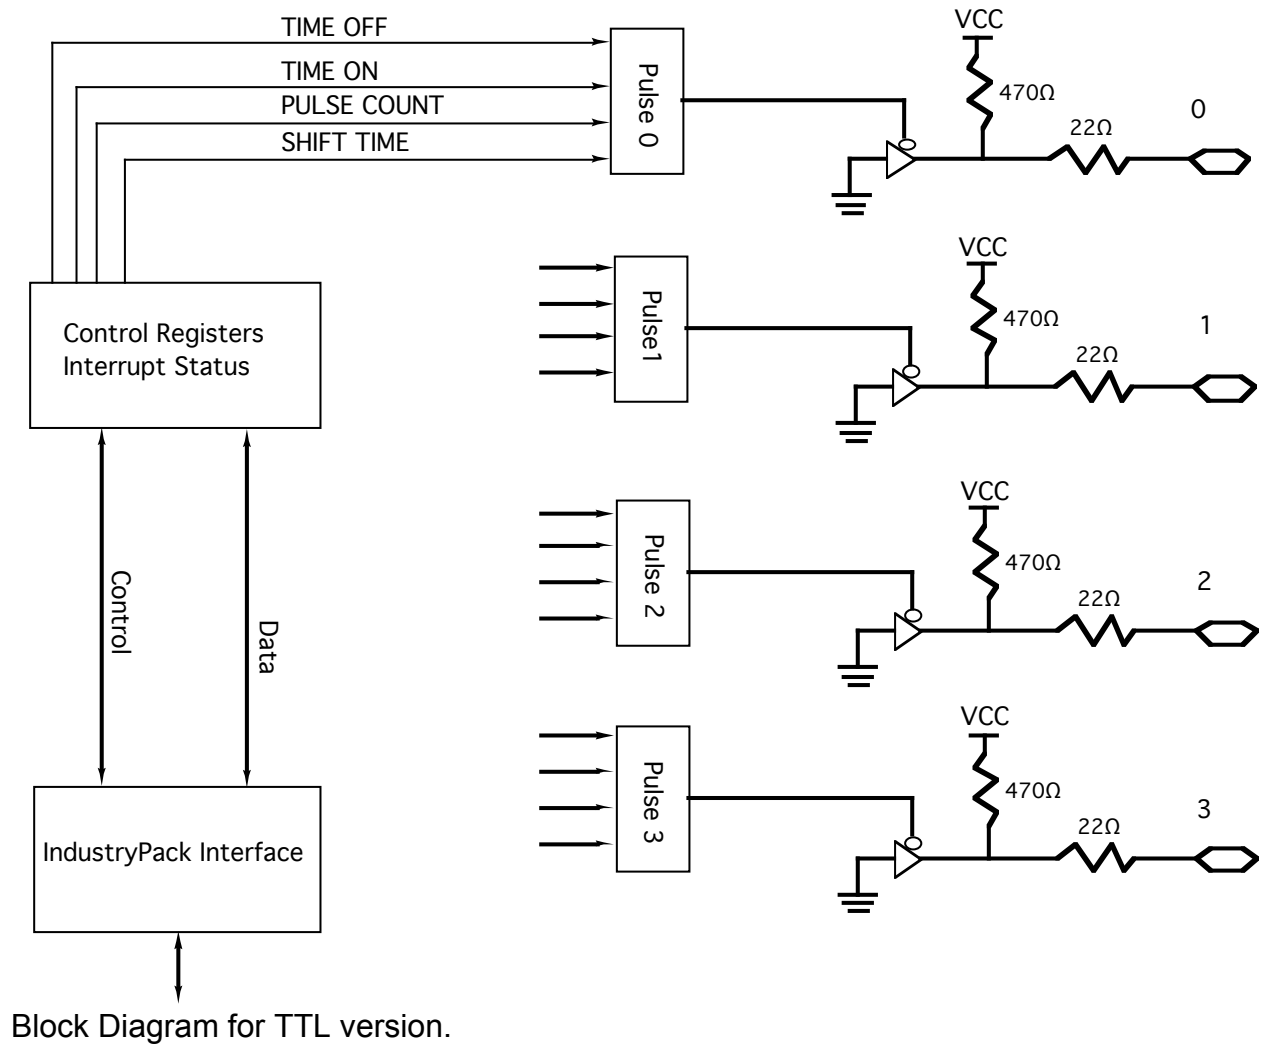 TIME OFF
TIME ON
PULSE COUNT
SHIFT TIME
Pulse 0
VCC
470Ω
22Ω
0
Control Registers
Interrupt Status
Pulse1
VCC
470Ω
22Ω
1
Control
Data
Pulse 2
VCC
470Ω
22Ω
2
IndustryPack Interface
Pulse 3
VCC
470Ω
22Ω
3
Block Diagram for TTL version.